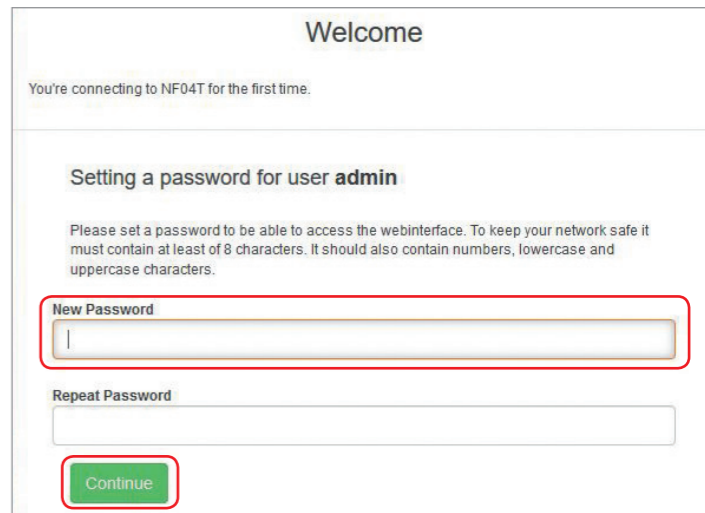 Welcome
You're connecting to NF04T for the first time.
Setting a password for user admin
Please set a password to be able to access the webinterface. To keep your network safe it
must contain at least of 8 characters. It should also contain numbers, lowercase and
uppercase characters.
New Password
Repeat Password
Continue